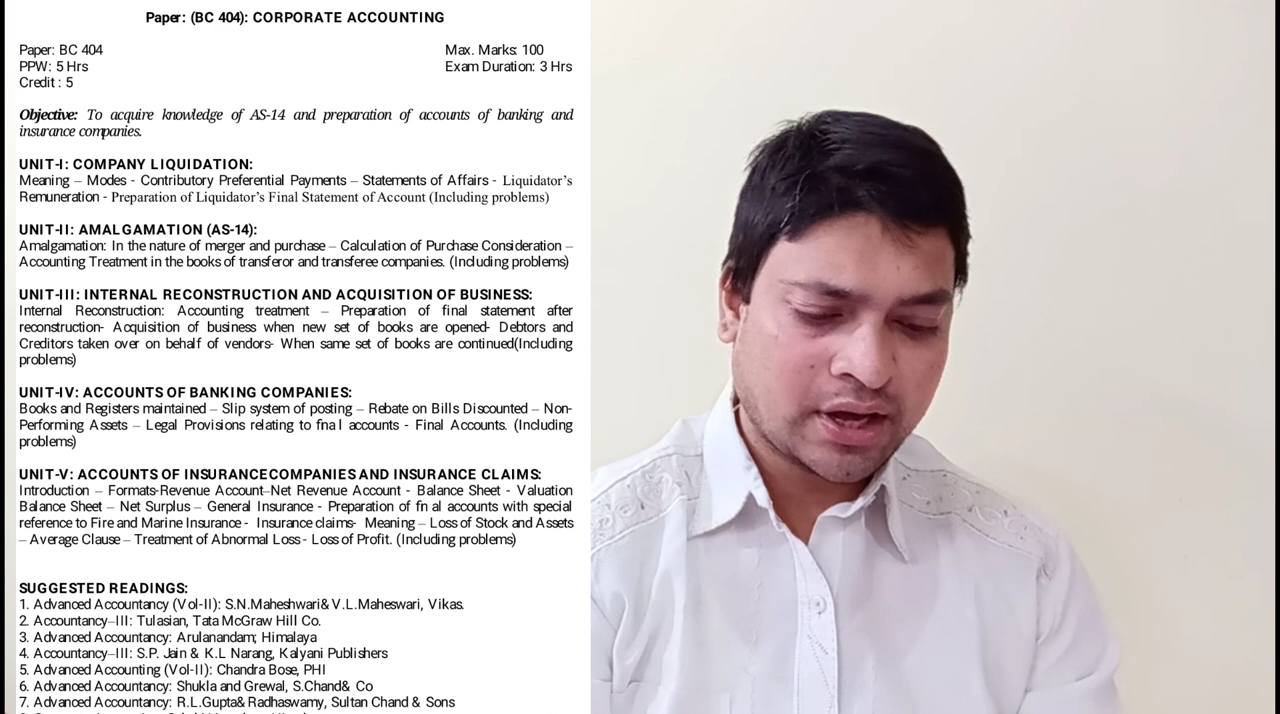 Paper: (BC 404): CORPORATE ACCOUNTING
Paper: BC 404
Max. Marks: 100
PPW: 5 Hrs
Exam Duration: 3 Hrs
Credit : 5
Objective: To acquire knowledge of AS-14 and preparation of accounts of banking and
insurance companies.
UNIT-I: COMPANY LIQUIDATION:
Meaning – Modes - Contributory Preferential Payments – Statements of Affairs - Liquidator's
Remuneration - Preparation of Liquidator's Final Statement of Account (Including problems)
UNIT-II: AMALGAMATION (AS-14):
Amalgamation: In the nature of merger and purchase – Calculation of Purchase Consideration –
Accounting Treatment in the books of transferor and transferee companies. (Including problems)
UNIT-III: INTERNAL RECONSTRUCTION AND ACQUISITION OF BUSINESS:
Internal Reconstruction: Accounting treatment – Preparation of final statement after
reconstruction- Acquisition of business when new set of books are opened- Debtors and
Creditors taken over on behalf of vendors- When same set of books are continued(Including
problems)
UNIT-IV: ACCOUNTS OF BANKING COMPANIES:
Books and Registers maintained – Slip system of posting – Rebate on Bills Discounted – Non-
Performing Assets – Legal Provisions relating to final accounts - Final Accounts. (Including
problems)
UNIT-V: ACCOUNTS OF INSURANCE COMPANIES AND INSURANCE CLAIMS:
Introduction – Formats-Revenue Account–Net Revenue Account - Balance Sheet - Valuation
Balance Sheet – Net Surplus – General Insurance - Preparation of final accounts with special
reference to Fire and Marine Insurance - Insurance claims- Meaning – Loss of Stock and Assets
– Average Clause – Treatment of Abnormal Loss - Loss of Profit. (Including problems)
SUGGESTED READINGS:
1. Advanced Accountancy (Vol-II): S.N.Maheshwari& V.L.Maheswari, Vikas.
2. Accountancy–III: Tulasian, Tata McGraw Hill Co.
3. Advanced Accountancy: Arulanandam; Himalaya
4. Accountancy–III: S.P. Jain & K.L Narang, Kalyani Publishers
5. Advanced Accounting (Vol-II): Chandra Bose, PHI
6. Advanced Accountancy: Shukla and Grewal, S.Chand& Co
7. Advanced Accountancy: R.L.Gupta& Radhaswamy, Sultan Chand & Sons